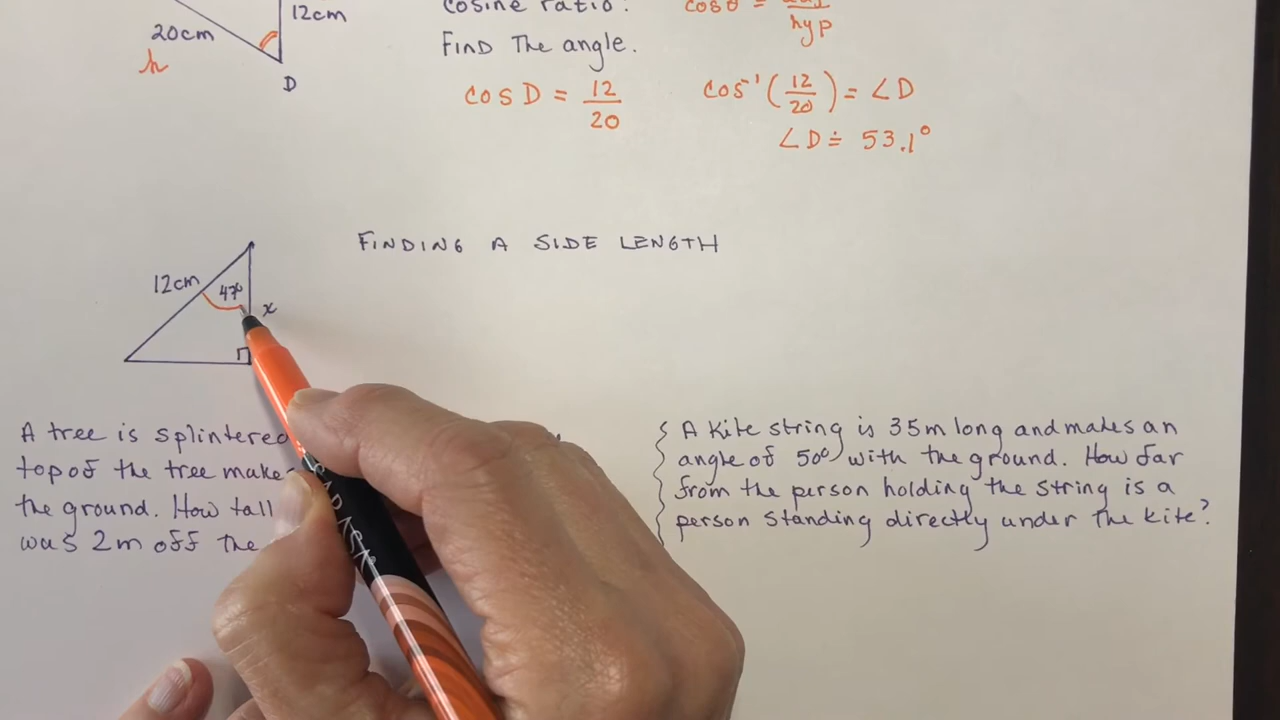 12cm
20cm
h
D
cosine ratio:
cosθ =
hyp
Find The angle.
cos D = 12/20
cos⁻¹(12/20) = ∠D
∠D ≐ 53.1°
FINDING A SIDE LENGTH
12cm
47°
x
A tree is splintered
top of the tree make
the ground. How tall
was 2m off the
A Kite string is 35m long and makes an
angle of 50° with the ground. How far
from the person holding the string is a
person standing directly under the kite?